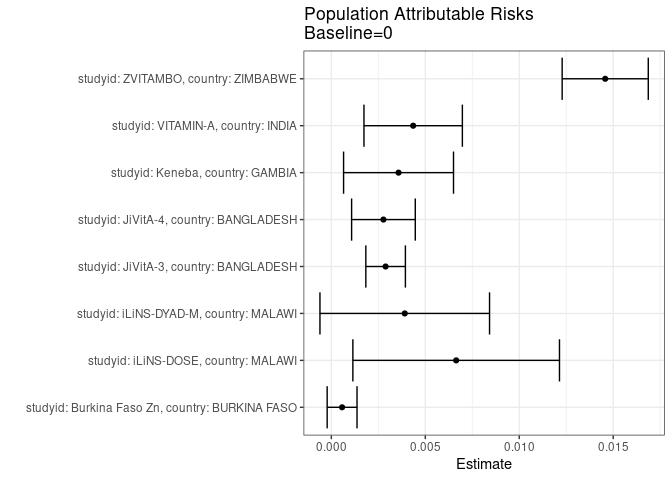 Population Attributable Risks
Baseline=0
studyid: ZVITAMBO, country: ZIMBABWE
studyid: VITAMIN-A, country: INDIA
studyid: Keneba, country: GAMBIA
studyid: JiVitA-4, country: BANGLADESH
studyid: JiVitA-3, country: BANGLADESH
studyid: iLiNS-DYAD-M, country: MALAWI
studyid: iLiNS-DOSE, country: MALAWI
studyid: Burkina Faso Zn, country: BURKINA FASO
0.000 0.005 0.010 0.015
Estimate